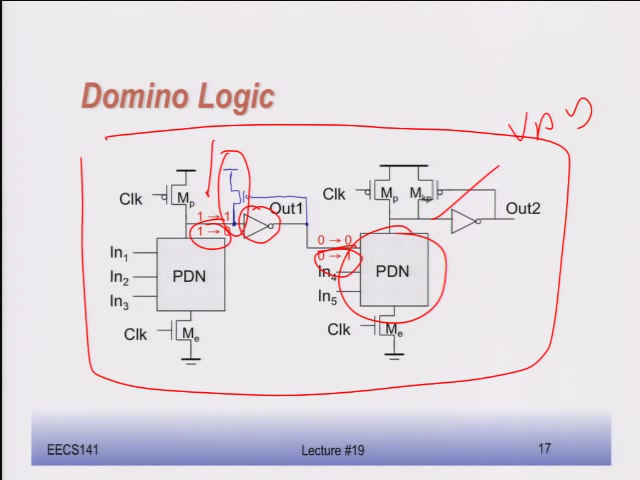 Domino Logic
Clk Mp
1 → 1
1 → 0
Out1
In1
In2
In3
PDN
Clk Me
Clk Mp Mkp
Out2
0 → 0
0 → 1
In4
In5
PDN
Clk Me
EECS141
Lecture #19
17